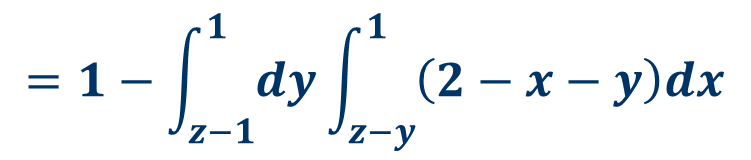 = 1 − ∫_{z−1}^{1} dy ∫_{z−y}^{1} (2 − x − y)dx